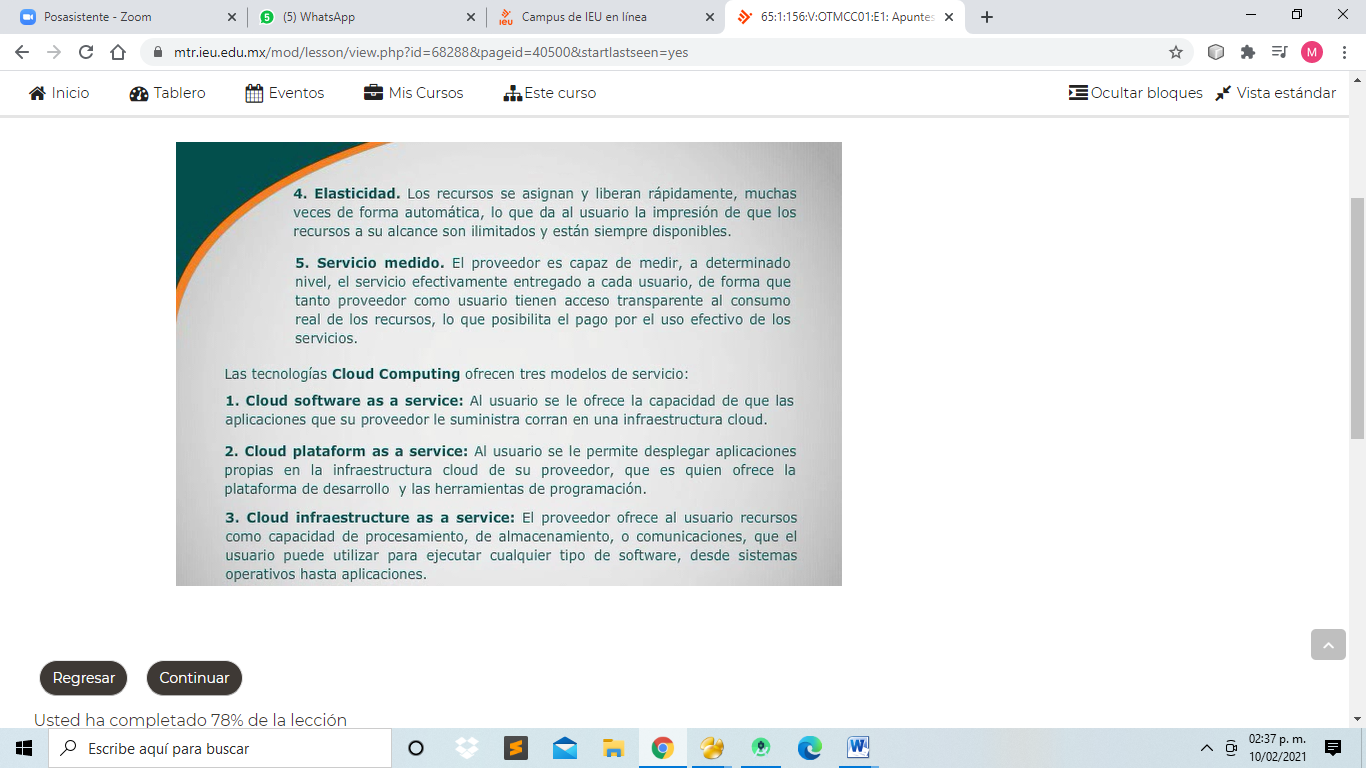 Posasistente - Zoom
(5) WhatsApp
Campus de IEU en línea
65:1:156:V:OTMCC01:E1: Apuntes
5
ieu
mtr.ieu.edu.mx/mod/lesson/view.php?id=68288&pageid=40500&startlastseen=yes
M
Inicio
Tablero
Eventos
Mis Cursos
Este curso
Ocultar bloques
Vista estándar
4. Elasticidad. Los recursos se asignan y liberan rápidamente, muchas
veces de forma automática, lo que da al usuario la impresión de que los
recursos a su alcance son ilimitados y están siempre disponibles.
5. Servicio medido. El proveedor es capaz de medir, a determinado
nivel, el servicio efectivamente entregado a cada usuario, de forma que
tanto proveedor como usuario tienen acceso transparente al consumo
real de los recursos, lo que posibilita el pago por el uso efectivo de los
servicios.
Las tecnologías Cloud Computing ofrecen tres modelos de servicio:
1. Cloud software as a service: Al usuario se le ofrece la capacidad de que las
aplicaciones que su proveedor le suministra corran en una infraestructura cloud.
2. Cloud plataform as a service: Al usuario se le permite desplegar aplicaciones
propias en la infraestructura cloud de su proveedor, que es quien ofrece la
plataforma de desarrollo y las herramientas de programación.
3. Cloud infraestructure as a service: El proveedor ofrece al usuario recursos
como capacidad de procesamiento, de almacenamiento, o comunicaciones, que el
usuario puede utilizar para ejecutar cualquier tipo de software, desde sistemas
operativos hasta aplicaciones.
Regresar
Continuar
Usted ha completado 78% de la lección
Escribe aquí para buscar
02:37 p. m.
10/02/2021